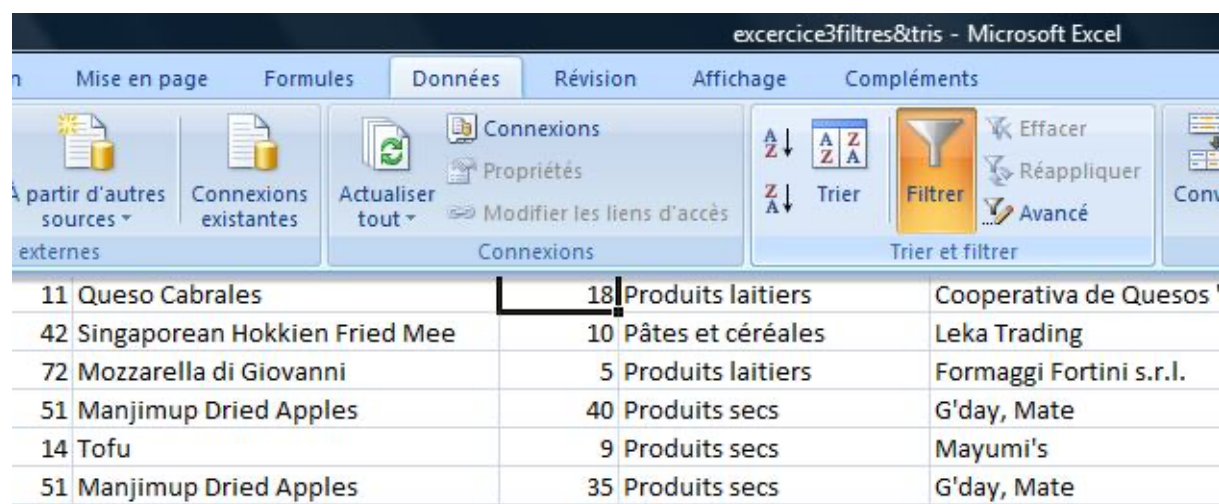 excercice3filtres&tris - Microsoft Excel
n Mise en page Formules Données Révision Affichage Compléments
À partir d'autres sources
Connexions existantes
Actualiser tout
Connexions
Propriétés
Modifier les liens d'accès
A Z
Z A
A Z Z A
Trier
Filtrer
Effacer
Réappliquer
Avancé
Conv
externes Connexions Trier et filtrer
11 Queso Cabrales 18 Produits laitiers Cooperativa de Quesos '
42 Singaporean Hokkien Fried Mee 10 Pâtes et céréales Leka Trading
72 Mozzarella di Giovanni 5 Produits laitiers Formaggi Fortini s.r.l.
51 Manjimup Dried Apples 40 Produits secs G'day, Mate
14 Tofu 9 Produits secs Mayumi's
51 Manjimup Dried Apples 35 Produits secs G'day, Mate